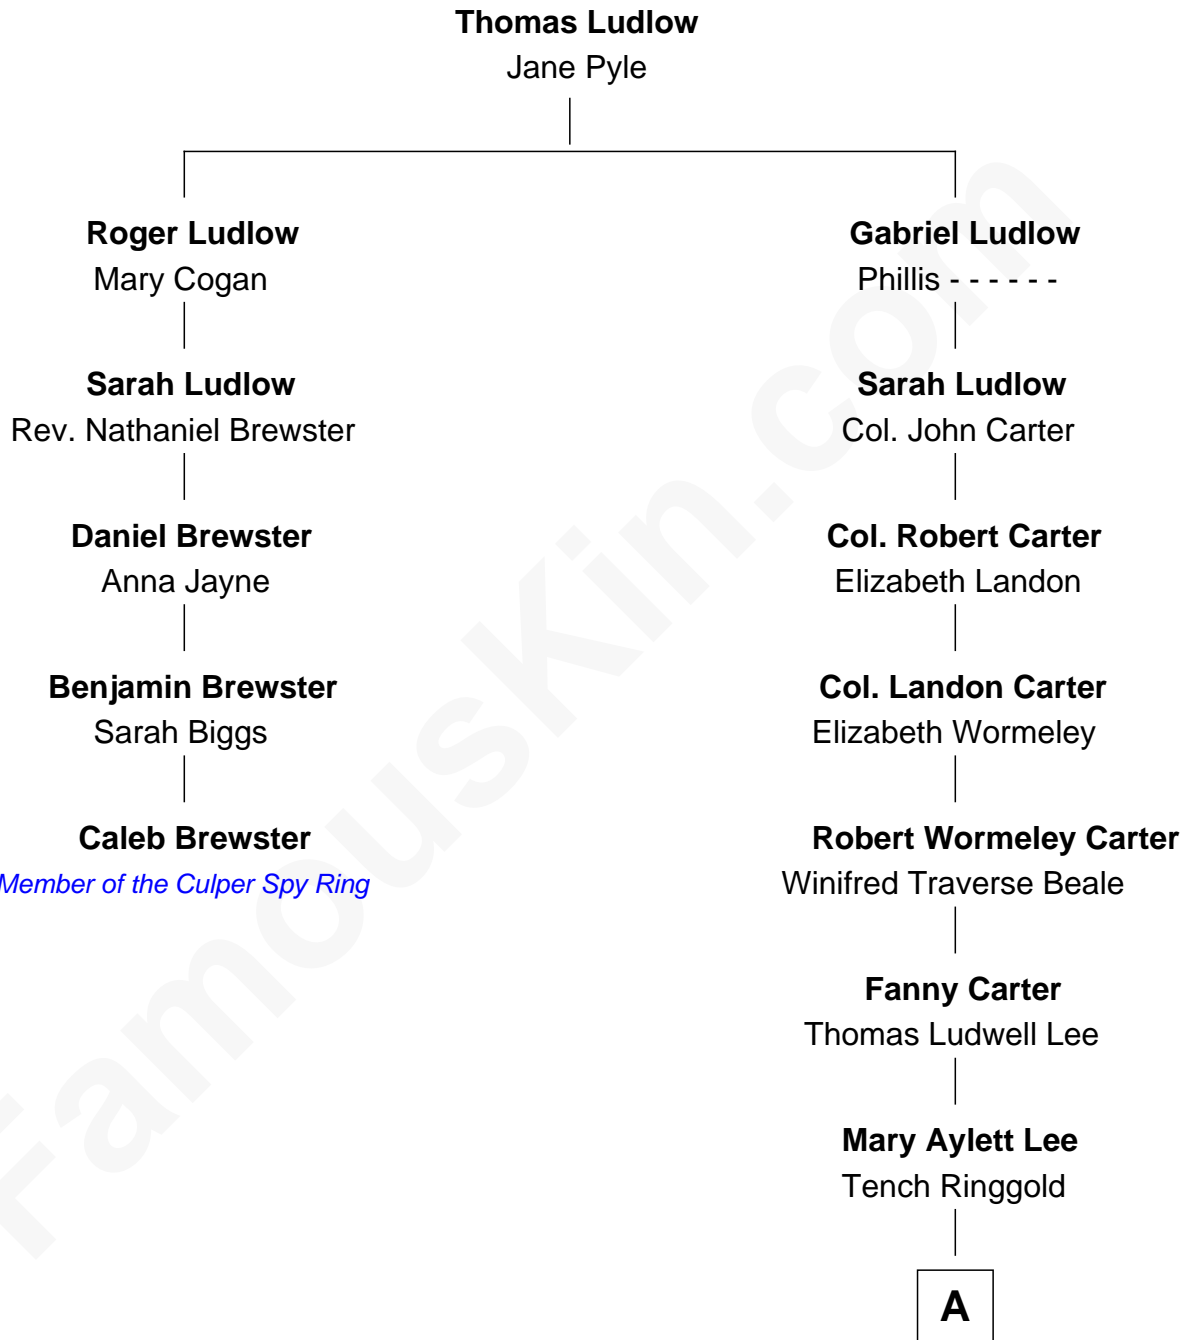 Thomas Ludlow
Jane Pyle
Roger Ludlow
Mary Cogan
Sarah Ludlow
Rev. Nathaniel Brewster
Daniel Brewster
Anna Jayne
Benjamin Brewster
Sarah Biggs
Caleb Brewster
Member of the Culper Spy Ring
Gabriel Ludlow
Phillis - - - - - -
Sarah Ludlow
Col. John Carter
Col. Robert Carter
Elizabeth Landon
Col. Landon Carter
Elizabeth Wormeley
Robert Wormeley Carter
Winifred Traverse Beale
Fanny Carter
Thomas Ludwell Lee
Mary Aylett Lee
Tench Ringgold
A
FamousKin.com